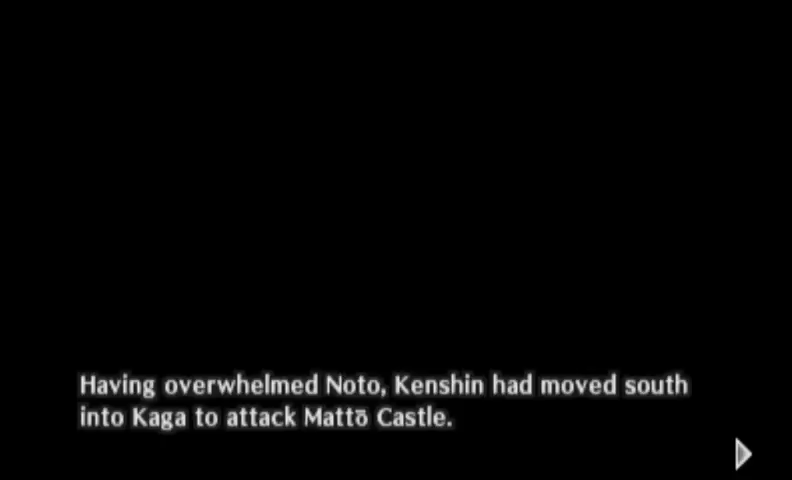 Having overwhelmed Noto, Kenshin had moved south
into Kaga to attack Mattō Castle.